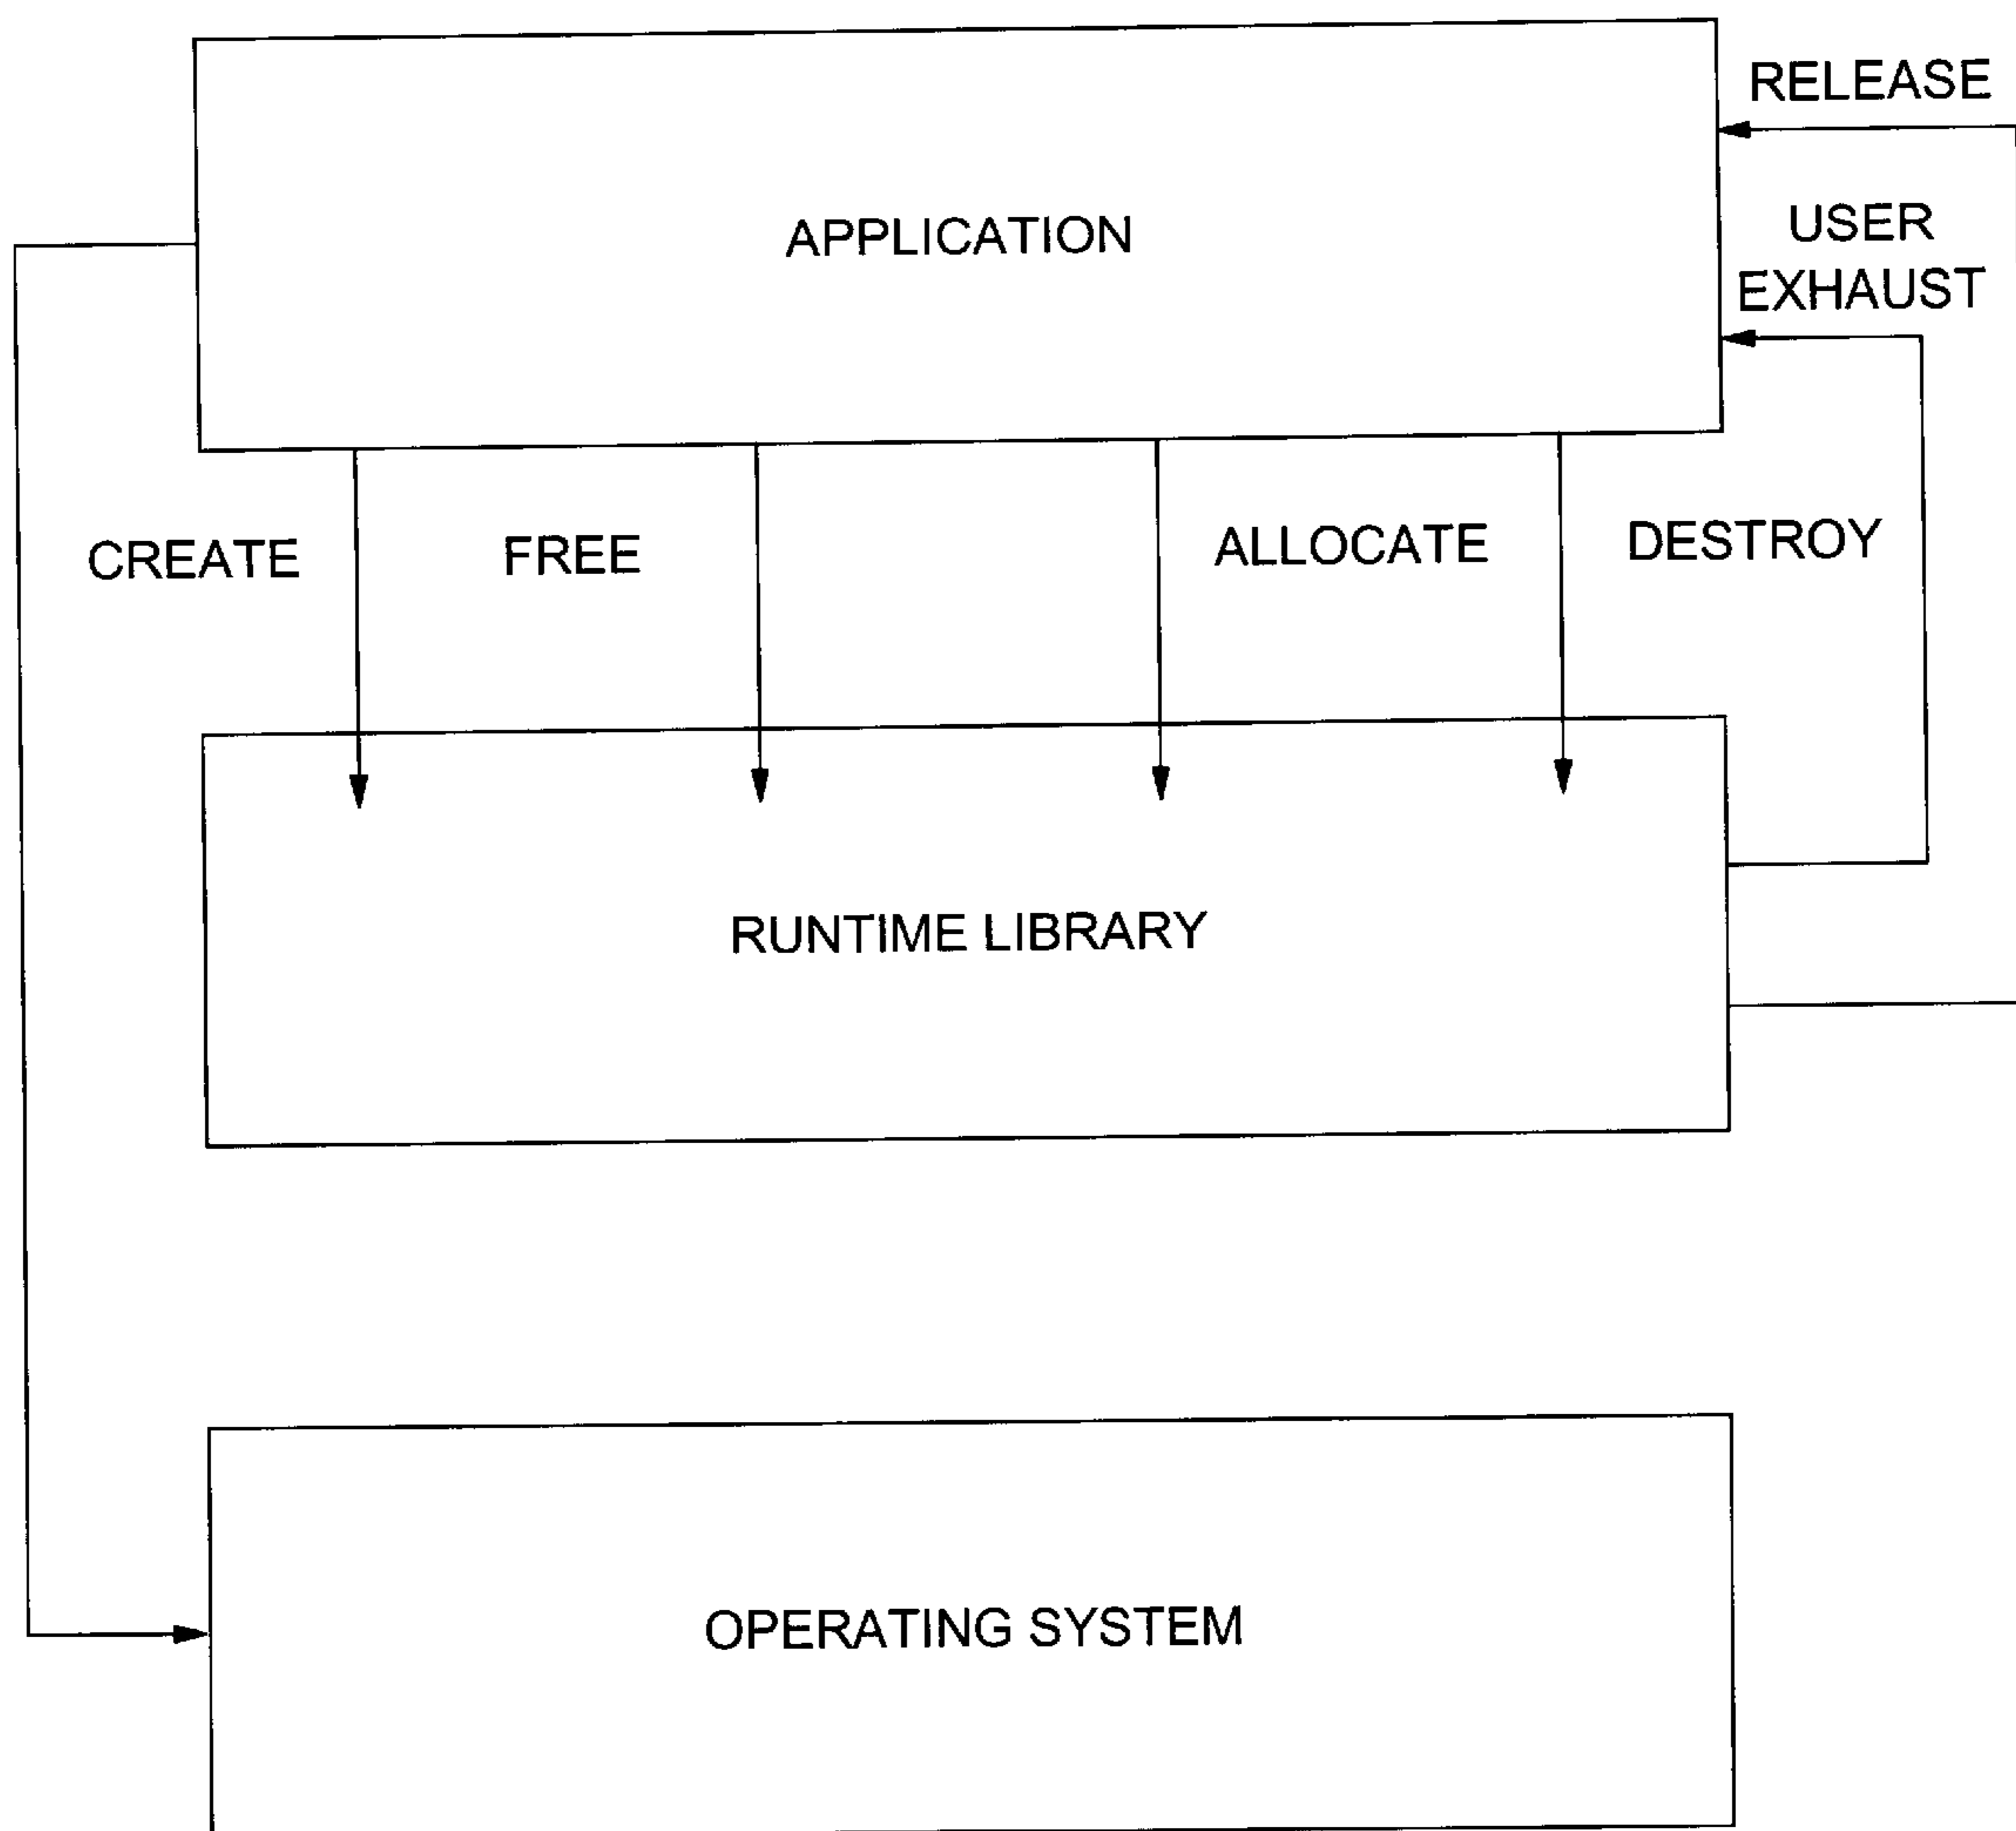 RELEASE
APPLICATION
USER
EXHAUST
CREATE
FREE
ALLOCATE
DESTROY
RUNTIME LIBRARY
OPERATING SYSTEM